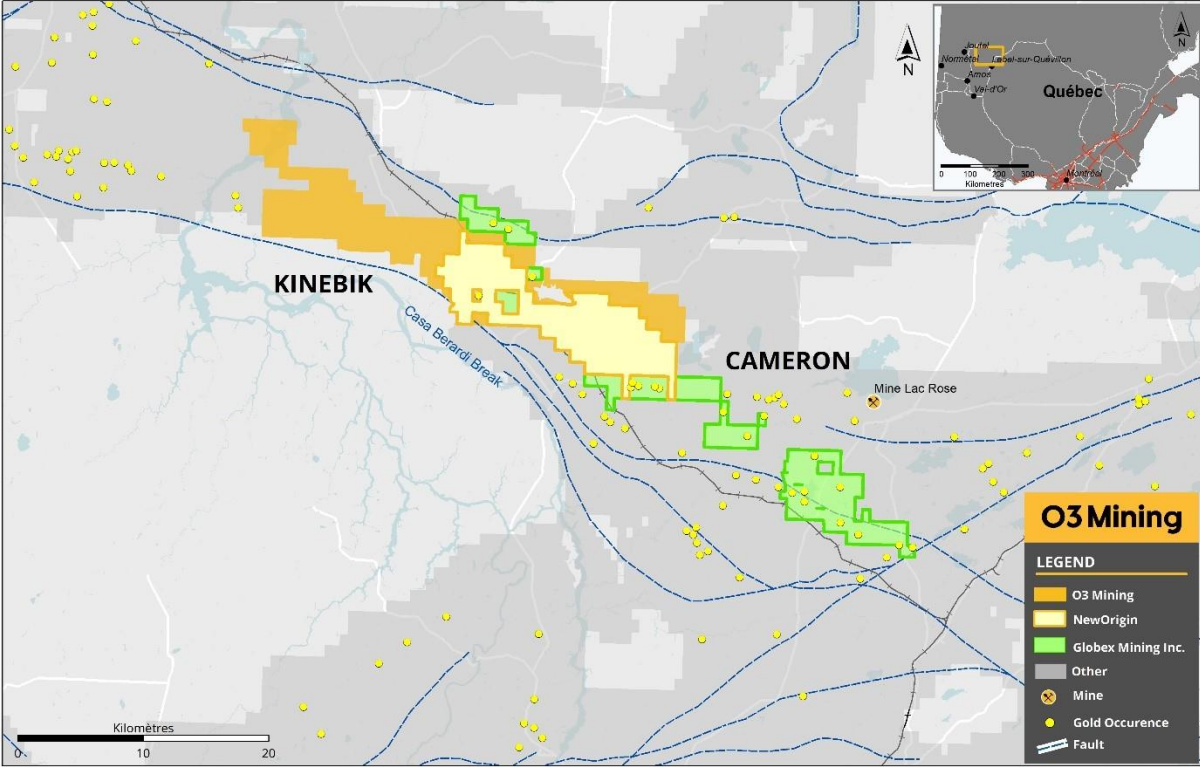 N
N
Joutel
Normétal
Lebel-sur-Quévillon
Amos
Val-d'Or
Québec
0 100 200 300
Kilometres
Montréal
KINEBIK
Casa Berardi Break
CAMERON
Mine Lac Rose
O3 Mining
LEGEND
O3 Mining
NewOrigin
Globex Mining Inc.
Other
Mine
Gold Occurence
Fault
Kilomètres
0 10 20